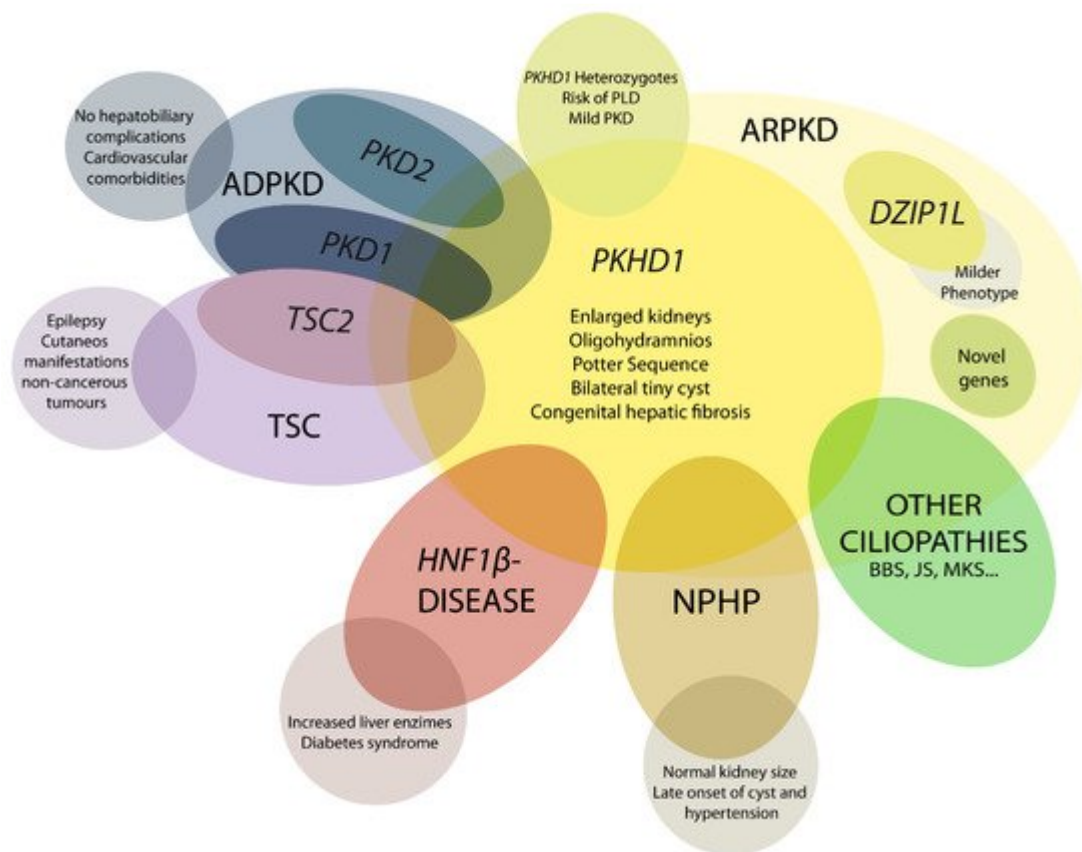 PKHD1 Heterozygotes
Risk of PLD
Mild PKD
No hepatobiliary
complications
Cardiovascular
comorbidities
ADPKD
PKD2
PKD1
ARPKD
DZIP1L
Milder
Phenotype
Novel
genes
PKHD1
Enlarged kidneys
Oligohydramnios
Potter Sequence
Bilateral tiny cyst
Congenital hepatic fibrosis
Epilepsy
Cutaneos
manifestations
non-cancerous
tumours
TSC2
TSC
HNF1β-
DISEASE
NPHP
OTHER
CILIOPATHIES
BBS, JS, MKS...
Increased liver enzimes
Diabetes syndrome
Normal kidney size
Late onset of cyst and
hypertension